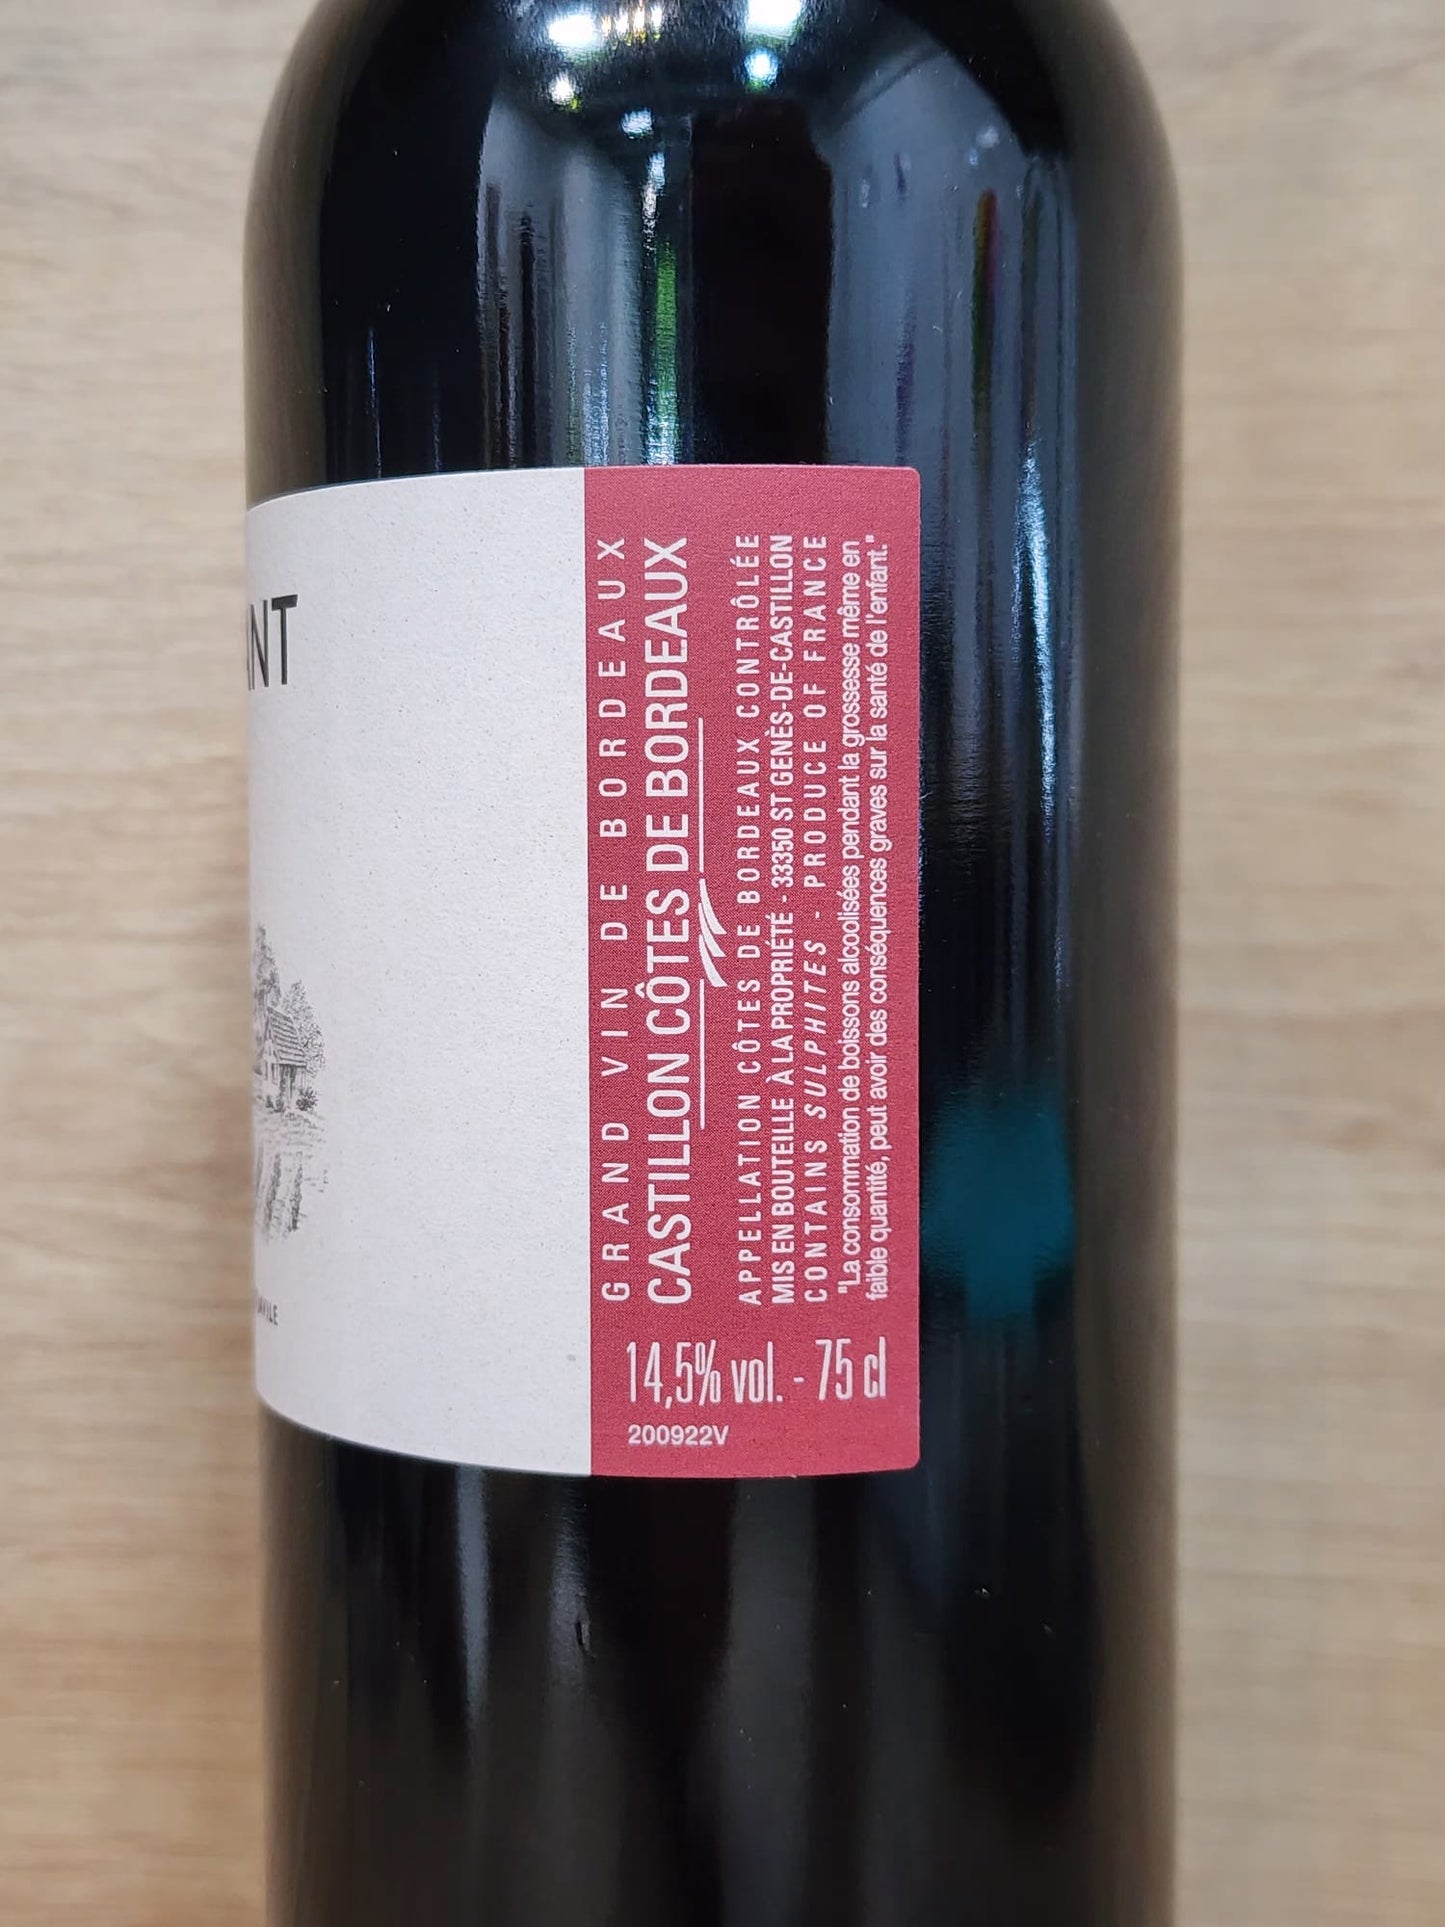 GRAND VIN DE BORDEAUX
CASTILLON CÔTES DE BORDEAUX
APPELLATION CÔTES DE BORDEAUX CONTRÔLÉE
MIS EN BOUTEILLE À LA PROPRIÉTÉ - 33350 ST GENÈS-DE-CASTILLON
CONTAINS SULPHITES - PRODUCE OF FRANCE
"La consommation de boissons alcoolisées pendant la grossesse même en
faible quantité, peut avoir des conséquences graves sur la santé de l'enfant."
14,5% vol. - 75 cl
200922V